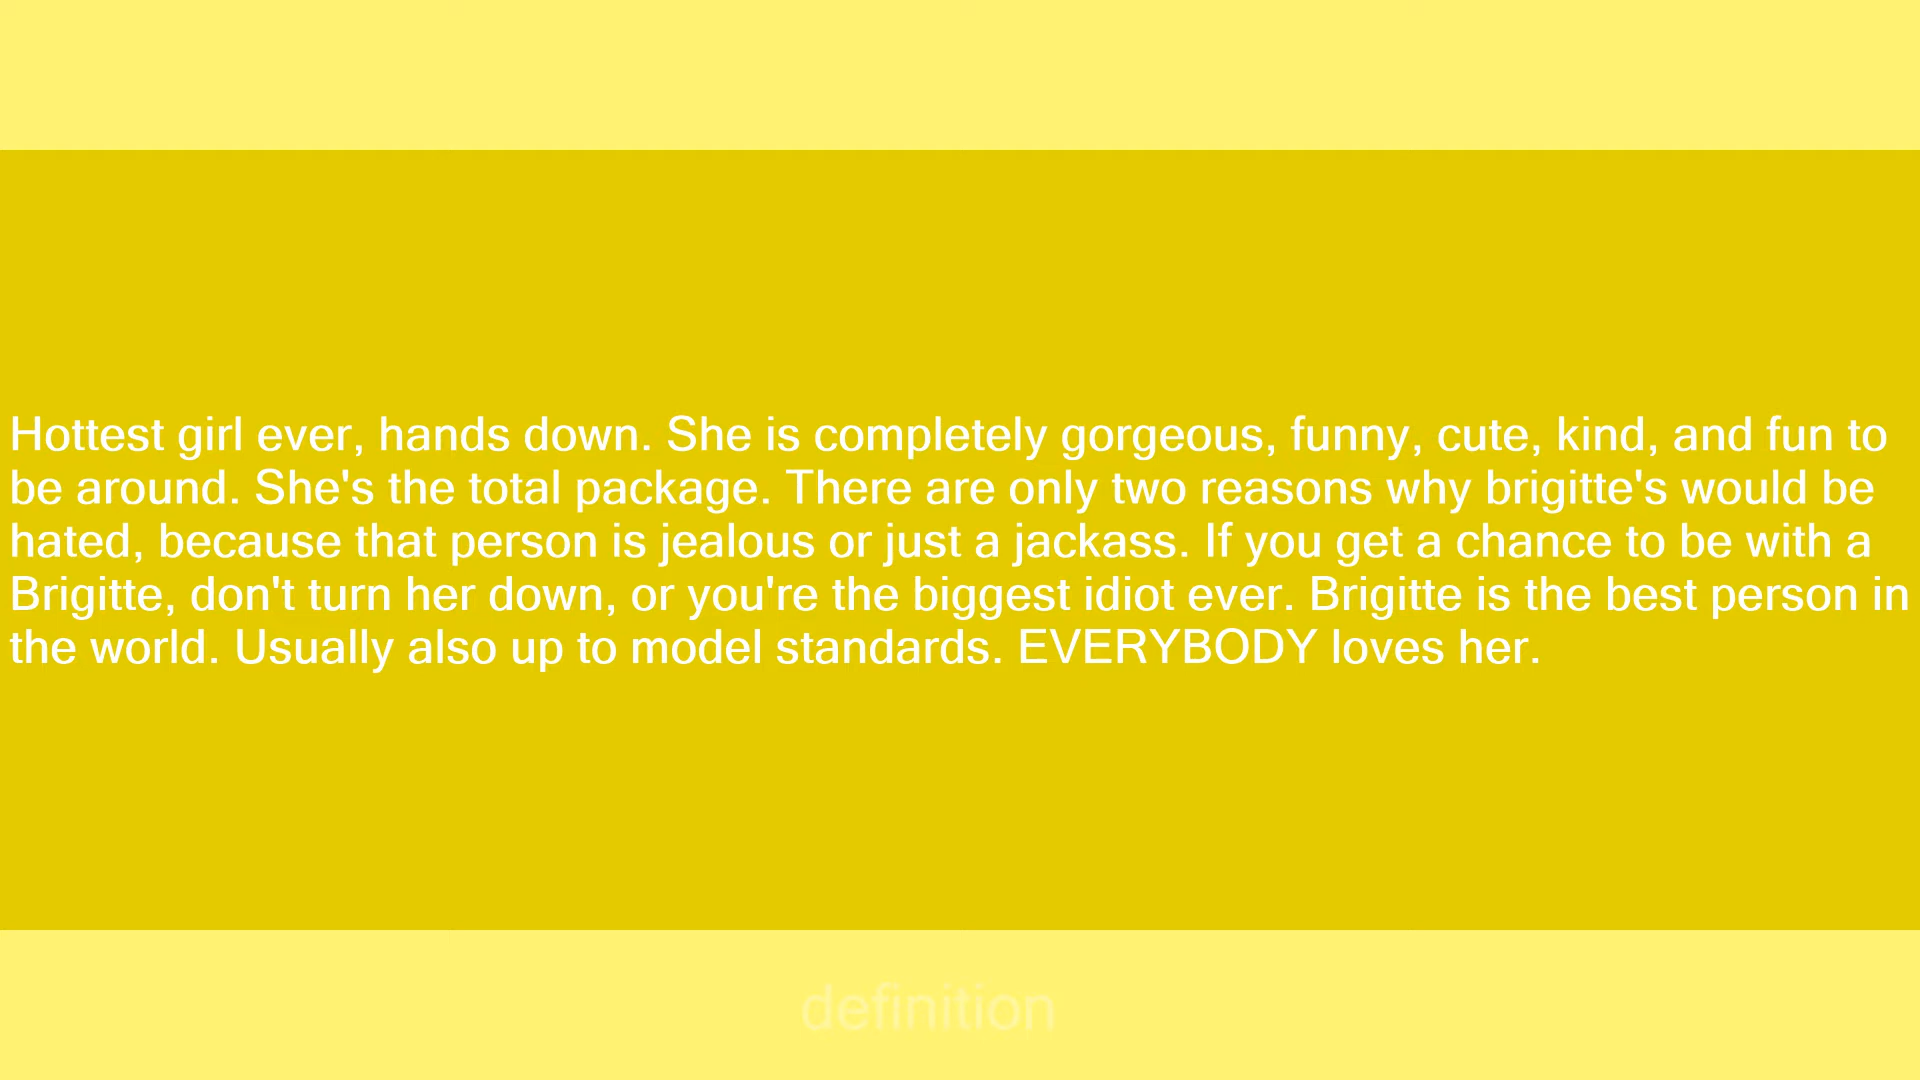 Hottest girl ever, hands down. She is completely gorgeous, funny, cute, kind, and fun to
be around. She's the total package. There are only two reasons why brigitte's would be
hated, because that person is jealous or just a jackass. If you get a chance to be with a
Brigitte, don't turn her down, or you're the biggest idiot ever. Brigitte is the best person in
the world. Usually also up to model standards. EVERYBODY loves her.
definition